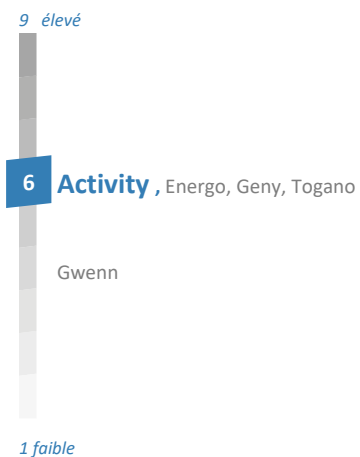 9 élevé
6 Activity , Energo, Geny, Togano
Gwenn
1 faible